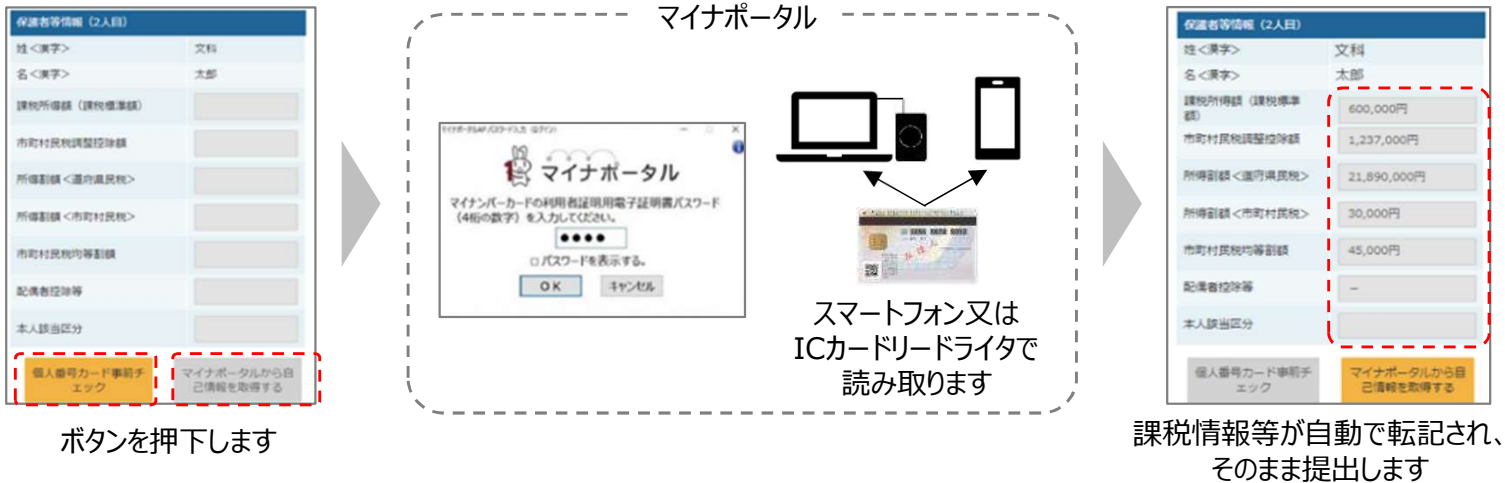 保護者等情報（2人目）
姓＜漢字＞ 文科
名＜漢字＞ 太郎
課税所得額（課税標準額）
市町村民税調整控除額
所得割額＜道府県民税＞
所得割額＜市町村民税＞
市町村民税均等割額
配偶者控除等
本人該当区分
個人番号カード事前チ
ェック
マイナポータルから自
己情報を取得する
ボタンを押下します
マイナポータル
マイナポータル
マイナンバーカードの利用者証明用電子証明書パスワード
（4桁の数字）を入力してください。
●●●●
□パスワードを表示する。
OK キャンセル
スマートフォン又は
ICカードリードライタで
読み取ります
保護者等情報（2人目）
姓＜漢字＞ 文科
名＜漢字＞ 太郎
課税所得額（課税標準
額） 600,000円
市町村民税調整控除額 1,237,000円
所得割額＜道府県民税＞ 21,890,000円
所得割額＜市町村民税＞ 30,000円
市町村民税均等割額 45,000円
配偶者控除等 －
本人該当区分
個人番号カード事前チ
ェック
マイナポータルから自
己情報を取得する
課税情報等が自動で転記され、
そのまま提出します